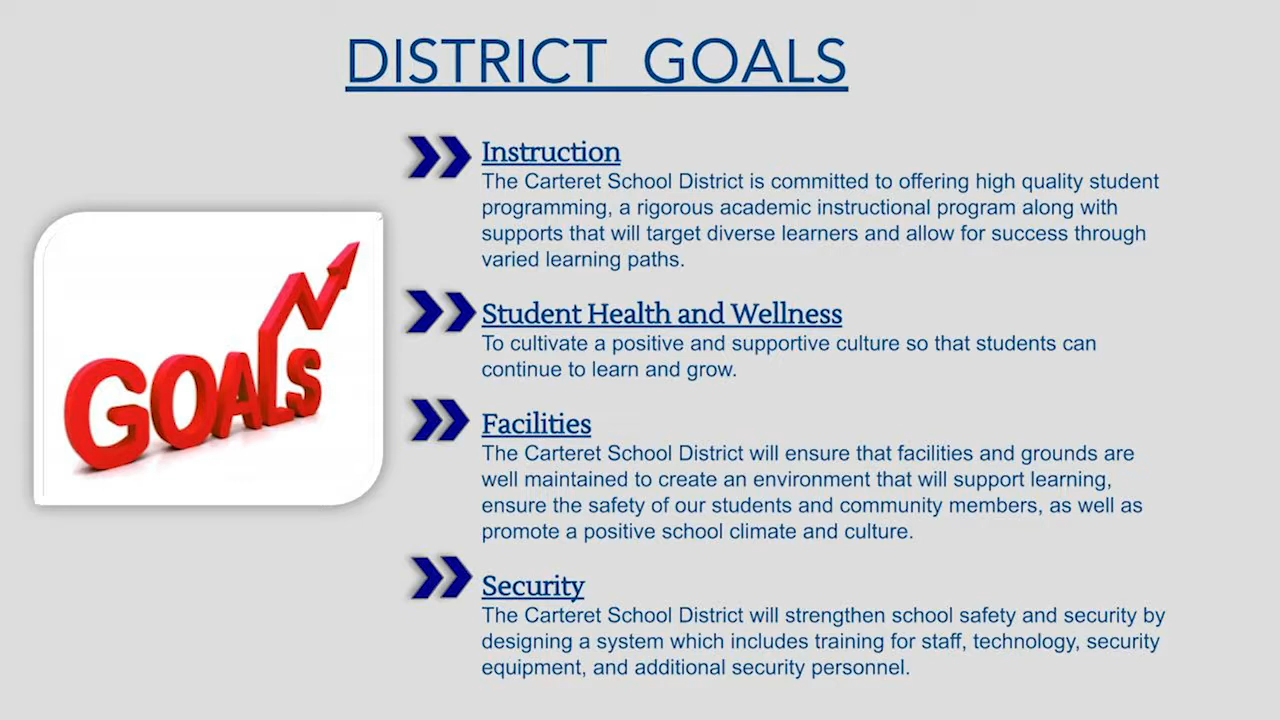 DISTRICT GOALS
GOALS
Instruction
The Carteret School District is committed to offering high quality student
programming, a rigorous academic instructional program along with
supports that will target diverse learners and allow for success through
varied learning paths.
Student Health and Wellness
To cultivate a positive and supportive culture so that students can
continue to learn and grow.
Facilities
The Carteret School District will ensure that facilities and grounds are
well maintained to create an environment that will support learning,
ensure the safety of our students and community members, as well as
promote a positive school climate and culture.
Security
The Carteret School District will strengthen school safety and security by
designing a system which includes training for staff, technology, security
equipment, and additional security personnel.